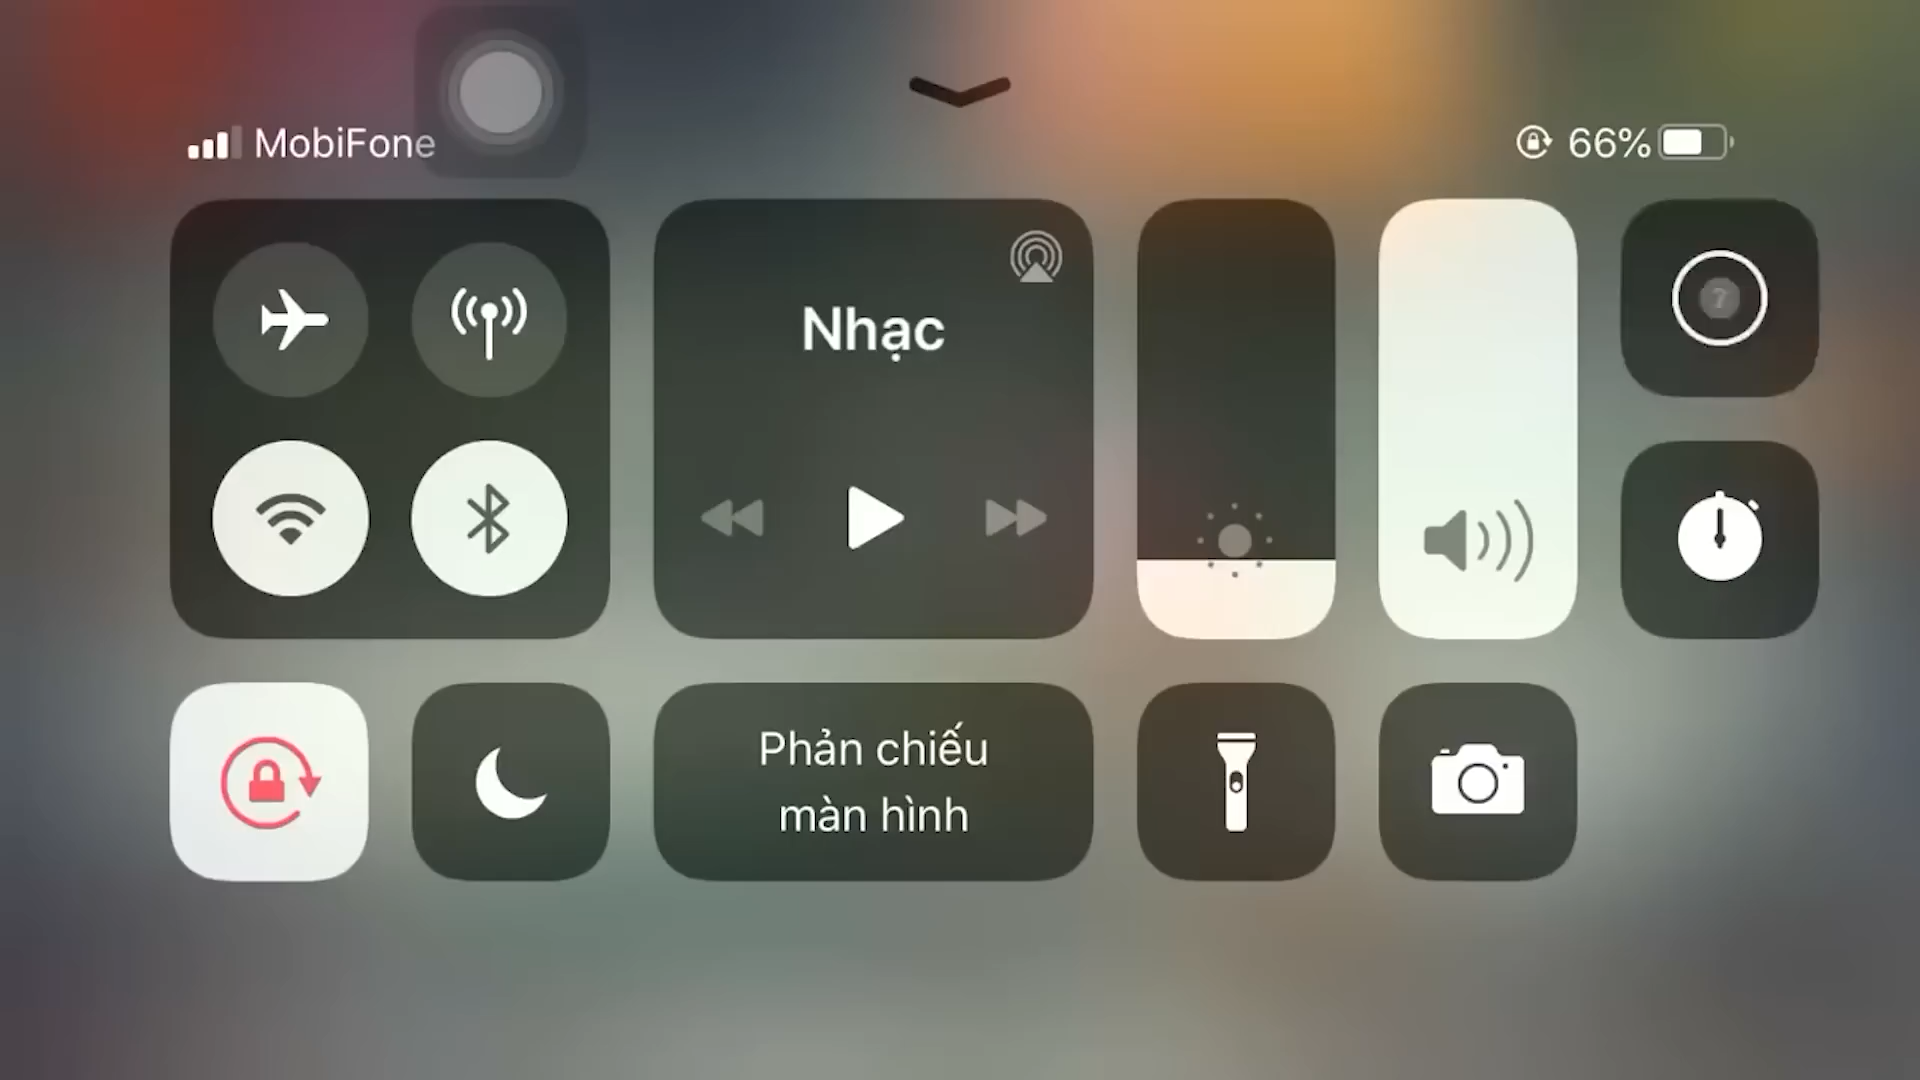 MobiFone
66%
Nhạc
Phản chiếu
màn hình